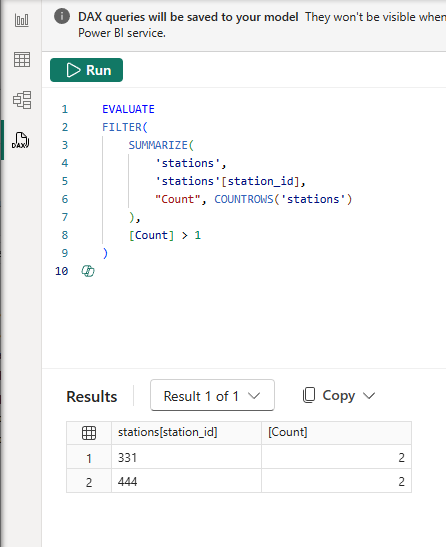 DAX queries will be saved to your model They won't be visible when
Power BI service.
DAX
Run
1 EVALUATE
2 FILTER(
3 SUMMARIZE(
4 'stations',
5 'stations'[station_id],
6 "Count", COUNTROWS('stations')
7 ),
8 [Count] > 1
9 )
10
Results Result 1 of 1 Copy
stations[station_id] [Count]
1 331 2
2 444 2